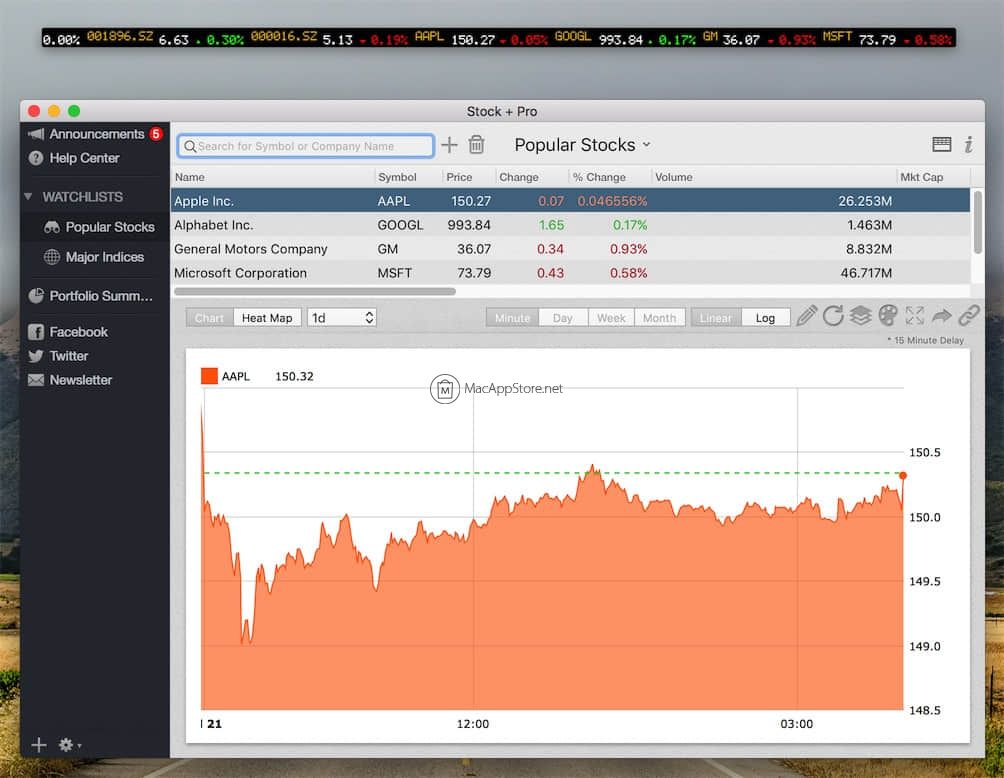 0.00% 001896.SZ 6.63 0.30% 000016.SZ 5.13 0.19% AAPL 150.27 0.05% GOOGL 993.84 0.17% GM 36.07 0.93% MSFT 73.79 0.58%
Stock + Pro
Announcements 5
Help Center
WATCHLISTS
Popular Stocks
Major Indices
Portfolio Summ...
Facebook
Twitter
Newsletter
Search for Symbol or Company Name
Popular Stocks
Name Symbol Price Change % Change Volume Mkt Cap
Apple Inc. AAPL 150.27 0.07 0.046556% 26.253M
Alphabet Inc. GOOGL 993.84 1.65 0.17% 1.463M
General Motors Company GM 36.07 0.34 0.93% 8.832M
Microsoft Corporation MSFT 73.79 0.43 0.58% 46.717M
Chart Heat Map 1d Minute Day Week Month Linear Log
* 15 Minute Delay
AAPL 150.32
M MacAppStore.net
150.5
150.0
149.5
149.0
148.5
21 12:00 03:00